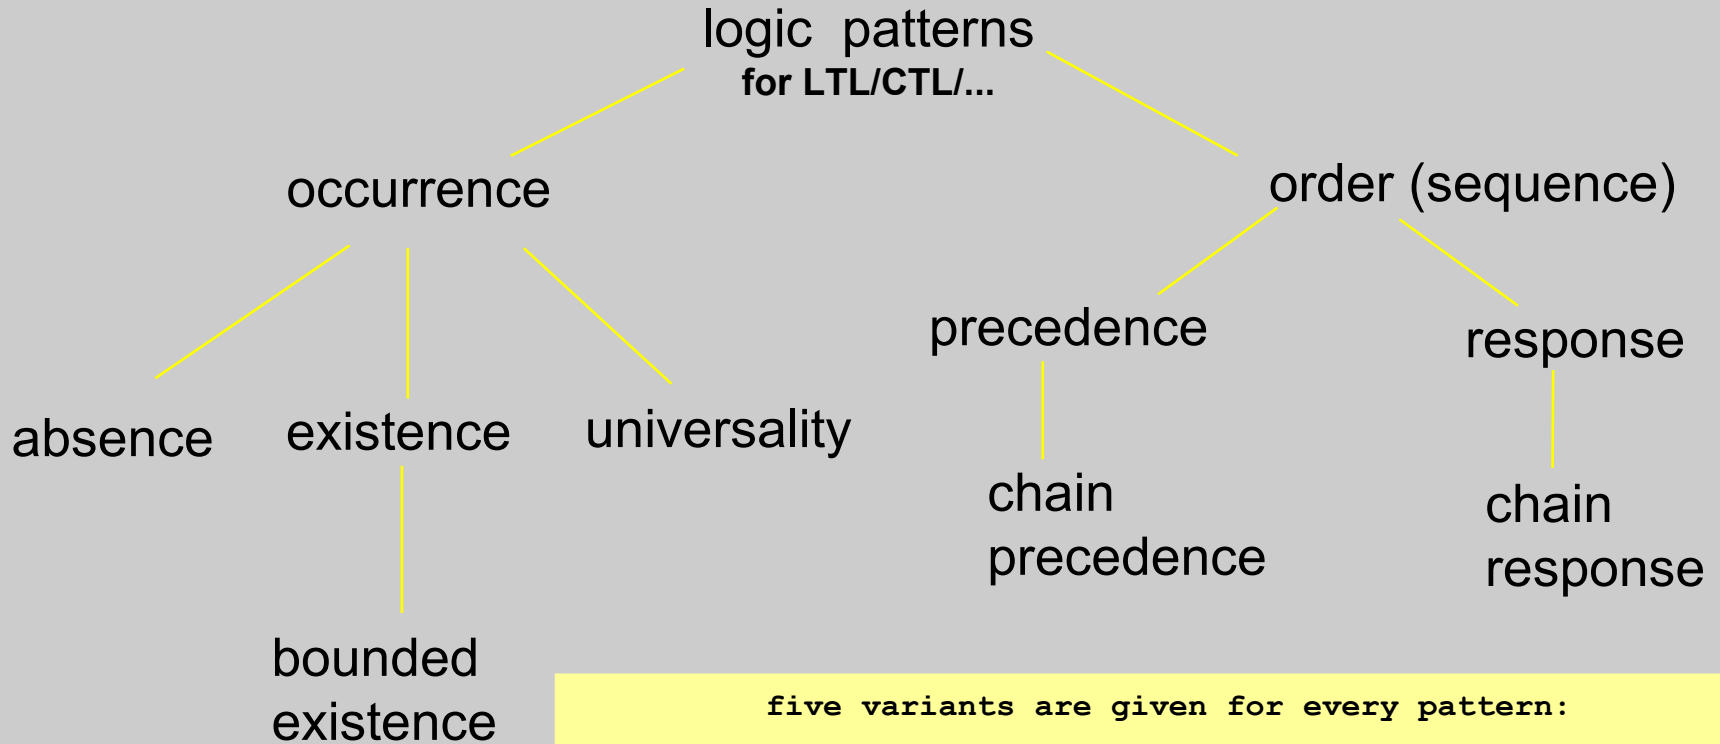 logic patterns
for LTL/CTL/...
occurrence
order (sequence)
precedence
response
absence
existence
universality
chain
precedence
chain
response
bounded
existence
five variants are given for every pattern: